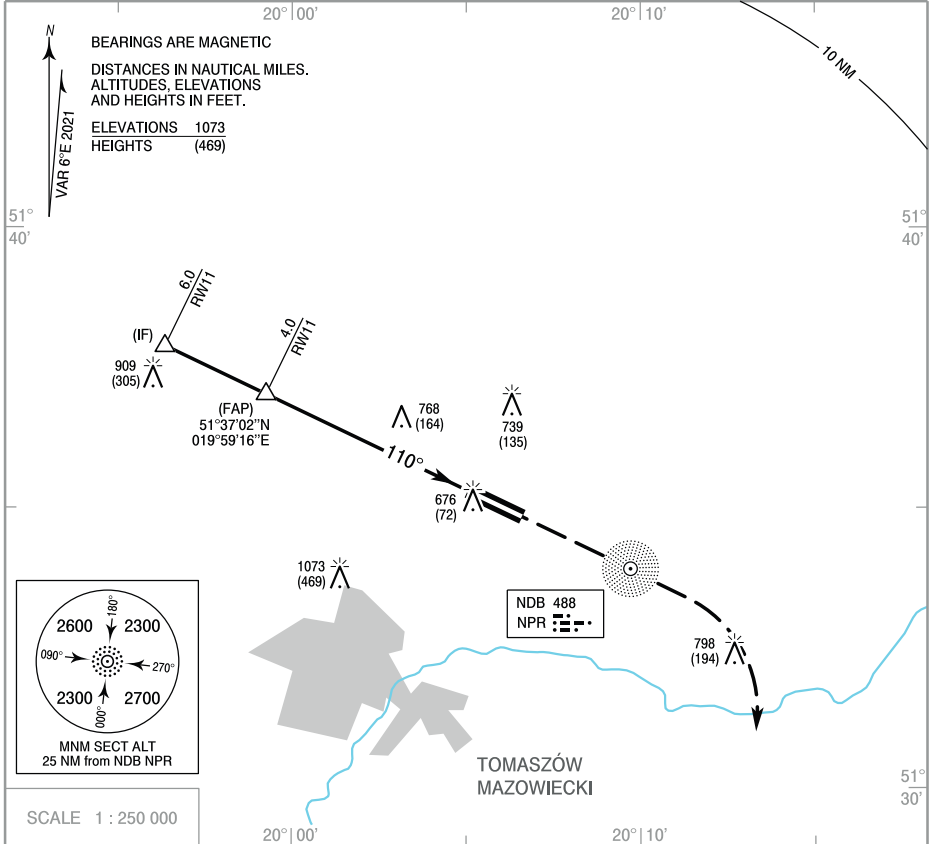 20° 00'
20° 10'
N
VAR 6°E 2021
BEARINGS ARE MAGNETIC
DISTANCES IN NAUTICAL MILES.
ALTITUDES, ELEVATIONS
AND HEIGHTS IN FEET.
ELEVATIONS 1073
HEIGHTS (469)
10 NM
51°
40'
51°
40'
6.0
RW11
4.0
RW11
(IF)
909
(305)
(FAP)
51°37'02"N
019°59'16"E
768
(164)
739
(135)
110°
676
(72)
1073
(469)
NDB 488
NPR
798
(194)
2600
2300
180°
090°
270°
2300
2700
000°
MNM SECT ALT
25 NM from NDB NPR
TOMASZÓW
MAZOWIECKI
51°
30'
SCALE 1 : 250 000
20° 00'
20° 10'